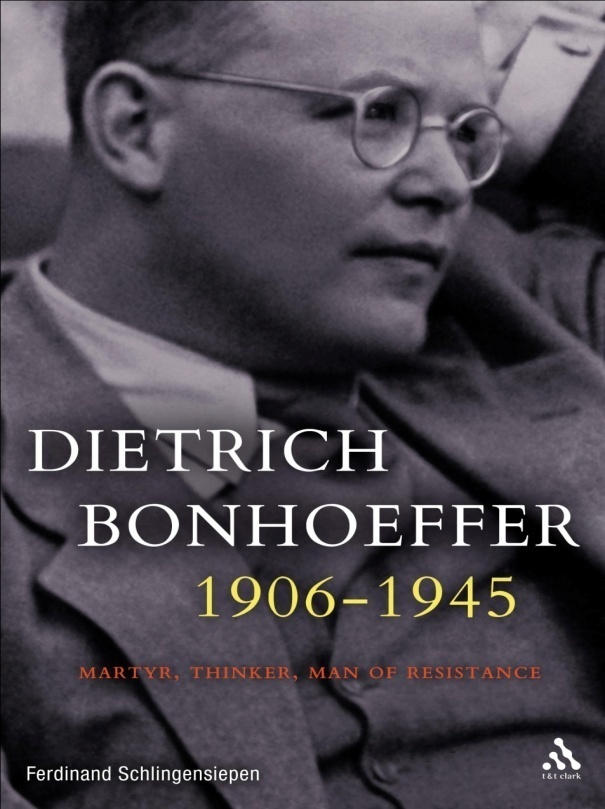 DIETRICH
BONHOEFFER
1906–1945
MARTYR, THINKER, MAN OF RESISTANCE
Ferdinand Schlingensiepen
t&t clark